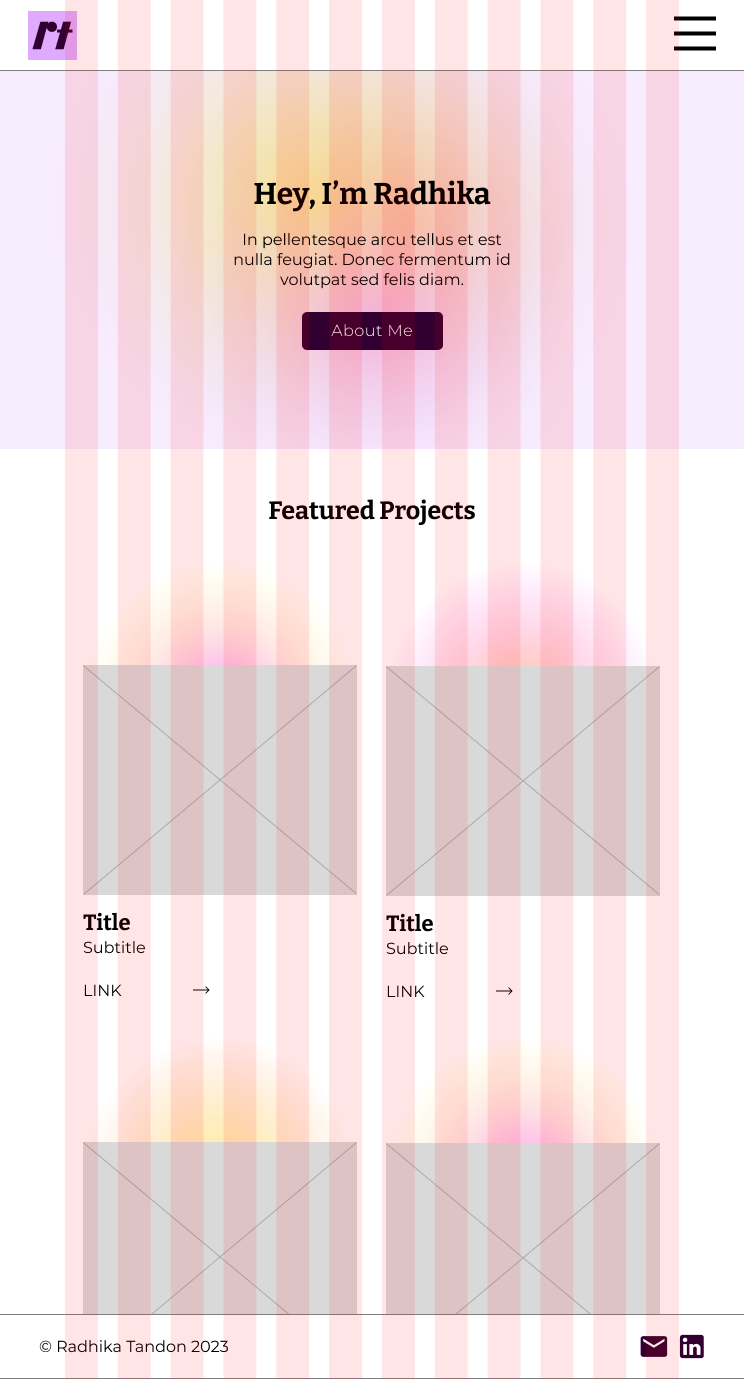 rt
Hey, I’m Radhika
In pellentesque arcu tellus et est
nulla feugiat. Donec fermentum id
volutpat sed felis diam.
About Me
Featured Projects
Title
Subtitle
LINK →
Title
Subtitle
LINK →
© Radhika Tandon 2023
in